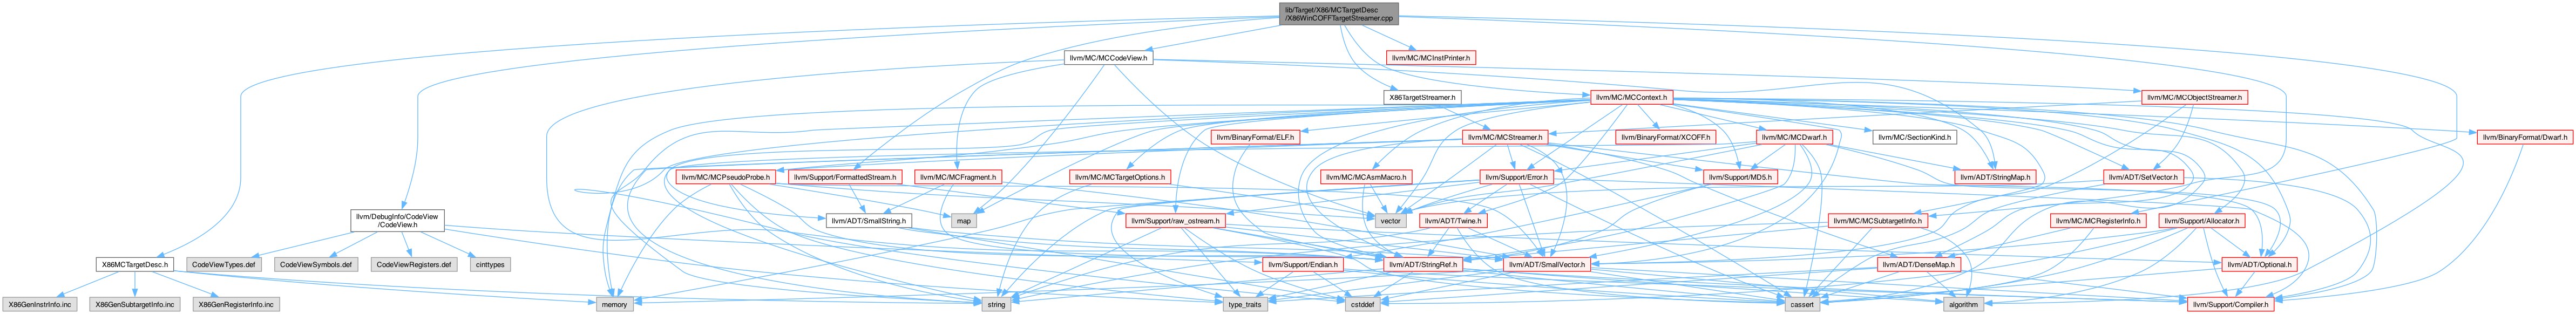 lib/Target/X86/MCTargetDesc
/X86WinCOFFTargetStreamer.cpp
llvm/MC/MCCodeView.h
llvm/MC/MCInstPrinter.h
X86TargetStreamer.h
llvm/MC/MCContext.h
llvm/MC/MCObjectStreamer.h
llvm/BinaryFormat/ELF.h
llvm/MC/MCStreamer.h
llvm/BinaryFormat/XCOFF.h
llvm/MC/MCDwarf.h
llvm/MC/SectionKind.h
llvm/BinaryFormat/Dwarf.h
llvm/MC/MCPseudoProbe.h
llvm/Support/FormattedStream.h
llvm/MC/MCFragment.h
llvm/MC/MCTargetOptions.h
llvm/MC/MCAsmMacro.h
llvm/Support/Error.h
llvm/Support/MD5.h
llvm/ADT/StringMap.h
llvm/ADT/SetVector.h
llvm/DebugInfo/CodeView
/CodeView.h
llvm/ADT/SmallString.h
map
llvm/Support/raw_ostream.h
vector
llvm/ADT/Twine.h
llvm/MC/MCSubtargetInfo.h
llvm/MC/MCRegisterInfo.h
llvm/Support/Allocator.h
X86MCTargetDesc.h
CodeViewTypes.def
CodeViewSymbols.def
CodeViewRegisters.def
cinttypes
llvm/Support/Endian.h
llvm/ADT/StringRef.h
llvm/ADT/SmallVector.h
llvm/ADT/DenseMap.h
llvm/ADT/Optional.h
X86GenInstrInfo.inc
X86GenSubtargetInfo.inc
X86GenRegisterInfo.inc
memory
string
type_traits
cstddef
cassert
algorithm
llvm/Support/Compiler.h